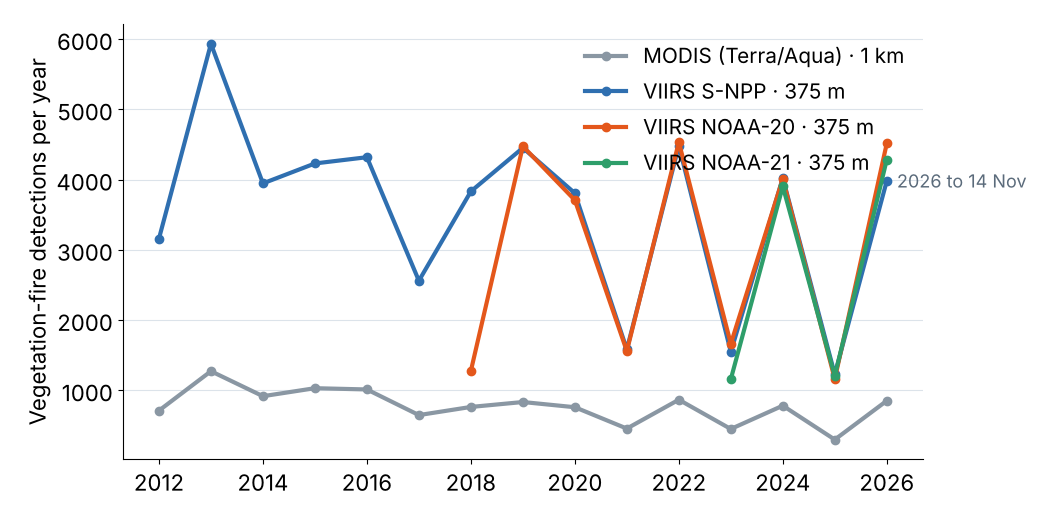 Vegetation-fire detections per year
6000
5000
4000
3000
2000
1000
MODIS (Terra/Aqua) · 1 km
VIIRS S-NPP · 375 m
VIIRS NOAA-20 · 375 m
VIIRS NOAA-21 · 375 m
2026 to 14 Nov
2012 2014 2016 2018 2020 2022 2024 2026